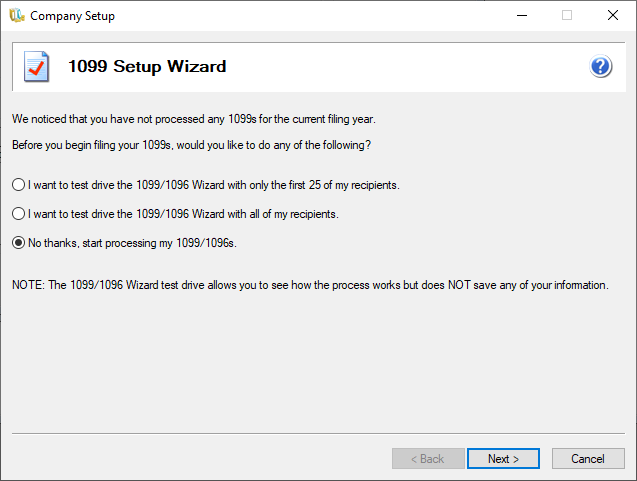 Company Setup
1099 Setup Wizard
?
We noticed that you have not processed any 1099s for the current filing year.
Before you begin filing your 1099s, would you like to do any of the following?
I want to test drive the 1099/1096 Wizard with only the first 25 of my recipients.
I want to test drive the 1099/1096 Wizard with all of my recipients.
No thanks, start processing my 1099/1096s.
NOTE: The 1099/1096 Wizard test drive allows you to see how the process works but does NOT save any of your information.
< Back Next > Cancel